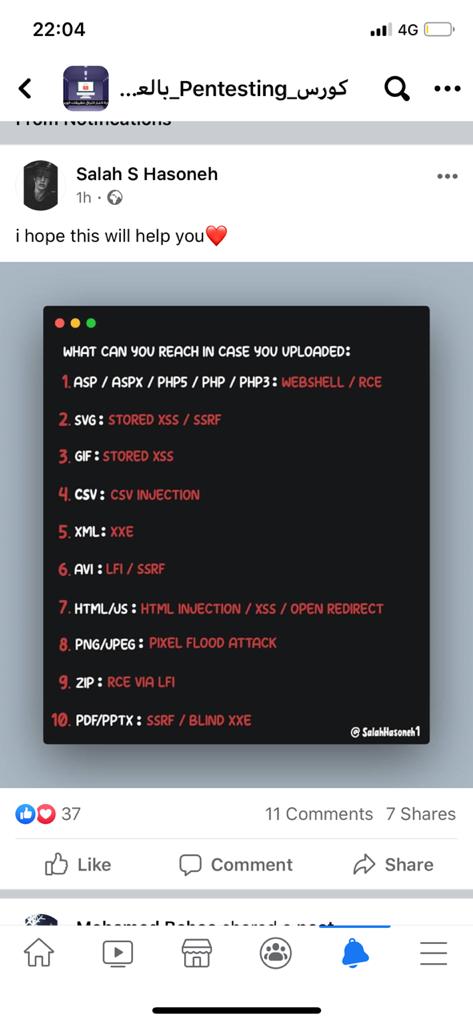 22:04
4G
كورس_Pentesting_بالعـ...
From Notifications
Salah S Hasoneh
1h
i hope this will help you❤️
WHAT CAN YOU REACH IN CASE YOU UPLOADED:
1. ASP / ASPX / PHP5 / PHP / PHP3 : WEBSHELL / RCE
2. SVG : STORED XSS / SSRF
3. GIF : STORED XSS
4. CSV : CSV INJECTION
5. XML : XXE
6. AVI : LFI / SSRF
7. HTML/JS : HTML INJECTION / XSS / OPEN REDIRECT
8. PNG/JPEG : PIXEL FLOOD ATTACK
9. ZIP : RCE VIA LFI
10. PDF/PPTX : SSRF / BLIND XXE
@SalahHasoneh1
37
11 Comments 7 Shares
Like Comment Share
shared a post